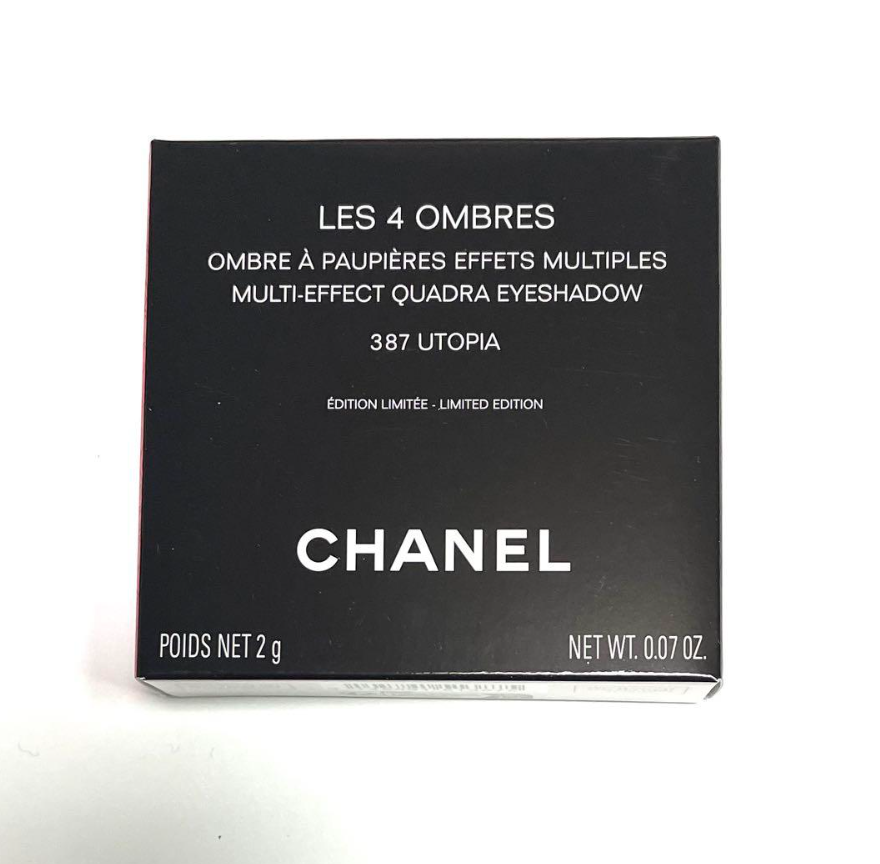 LES 4 OMBRES
OMBRE À PAUPIÈRES EFFETS MULTIPLES
MULTI-EFFECT QUADRA EYESHADOW
387 UTOPIA
ÉDITION LIMITÉE - LIMITED EDITION
CHANEL
POIDS NET 2 g
NET WT. 0.07 OZ.